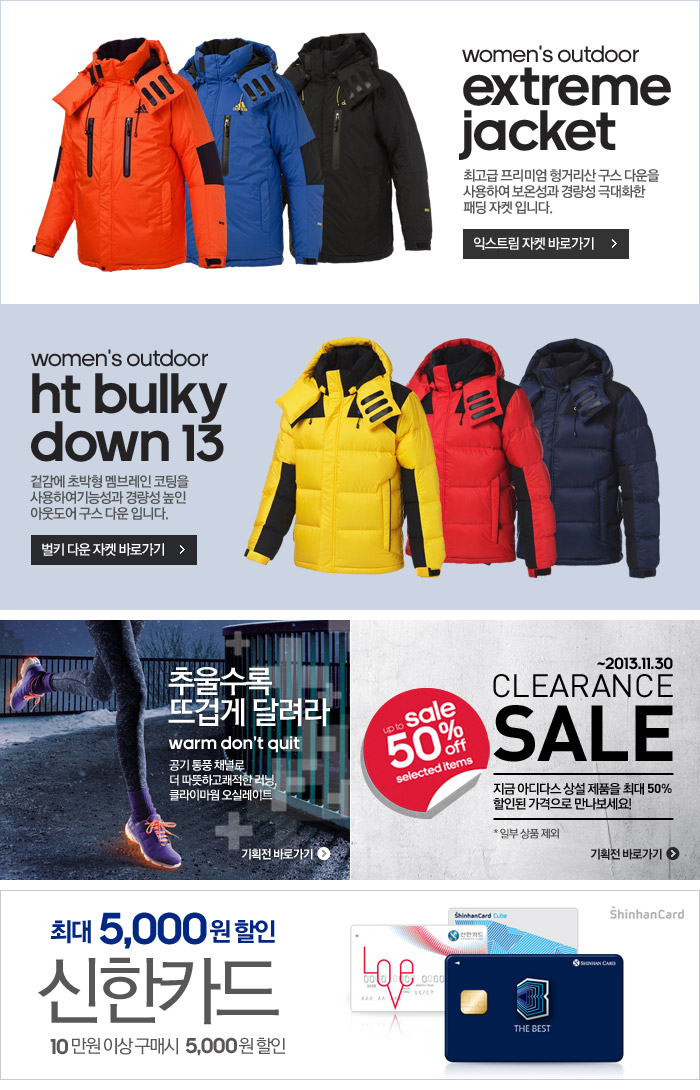 women's outdoor
extreme
jacket
최고급 프리미엄 헝거리산 구스 다운을
사용하여 보온성과 경량성 극대화한
패딩 자켓 입니다.
익스트림 자켓 바로가기
women's outdoor
ht bulky
down 13
겉감에 초박형 멤브레인 코팅을
사용하여기능성과 경량성 높인
아웃도어 구스 다운 입니다.
벌키 다운 자켓 바로가기
추울수록
뜨겁게 달려라
warm don't quit
공기 통풍 채널로
더 따뜻하고쾌적한 러닝,
클라이마웜 오실레이트
기획전 바로가기
~2013.11.30
CLEARANCE
SALE
up to sale
50% off
selected items
지금 아디다스 상설 제품을 최대 50%
할인된 가격으로 만나보세요!
* 일부 상품 제외
기획전 바로가기
최대 5,000원 할인
신한카드
10만원 이상 구매시 5,000원 할인
ShinhanCard
ShinhanCard Cube
신한카드
Love
SHINHAN CARD
THE BEST